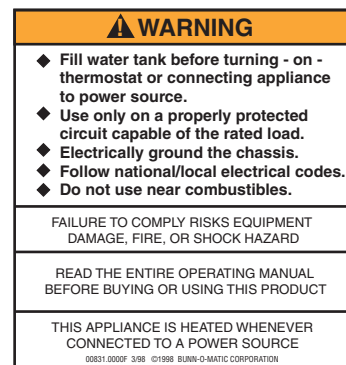 WARNING
Fill water tank before turning - on -
thermostat or connecting appliance
to power source.
Use only on a properly protected
circuit capable of the rated load.
Electrically ground the chassis.
Follow national/local electrical codes.
Do not use near combustibles.
FAILURE TO COMPLY RISKS EQUIPMENT
DAMAGE, FIRE, OR SHOCK HAZARD
READ THE ENTIRE OPERATING MANUAL
BEFORE BUYING OR USING THIS PRODUCT
THIS APPLIANCE IS HEATED WHENEVER
CONNECTED TO A POWER SOURCE
00831.0000F 3/98 ©1998 BUNN-O-MATIC CORPORATION